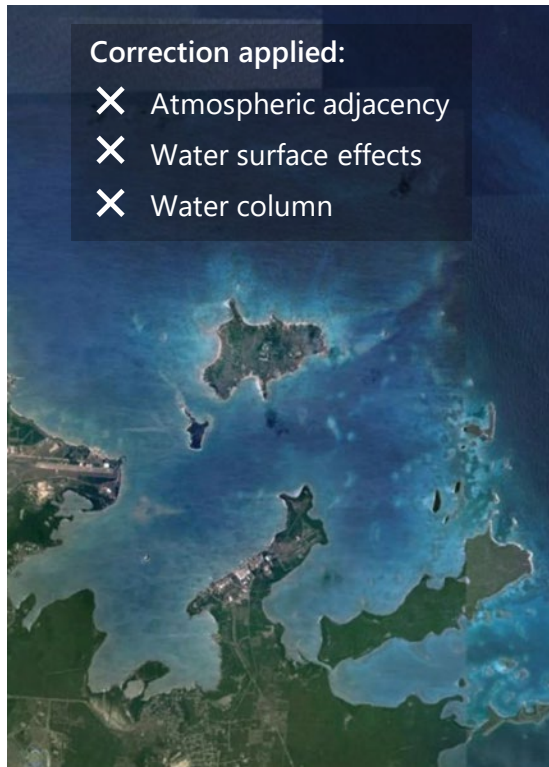 Correction applied:
✕ Atmospheric adjacency
✕ Water surface effects
✕ Water column